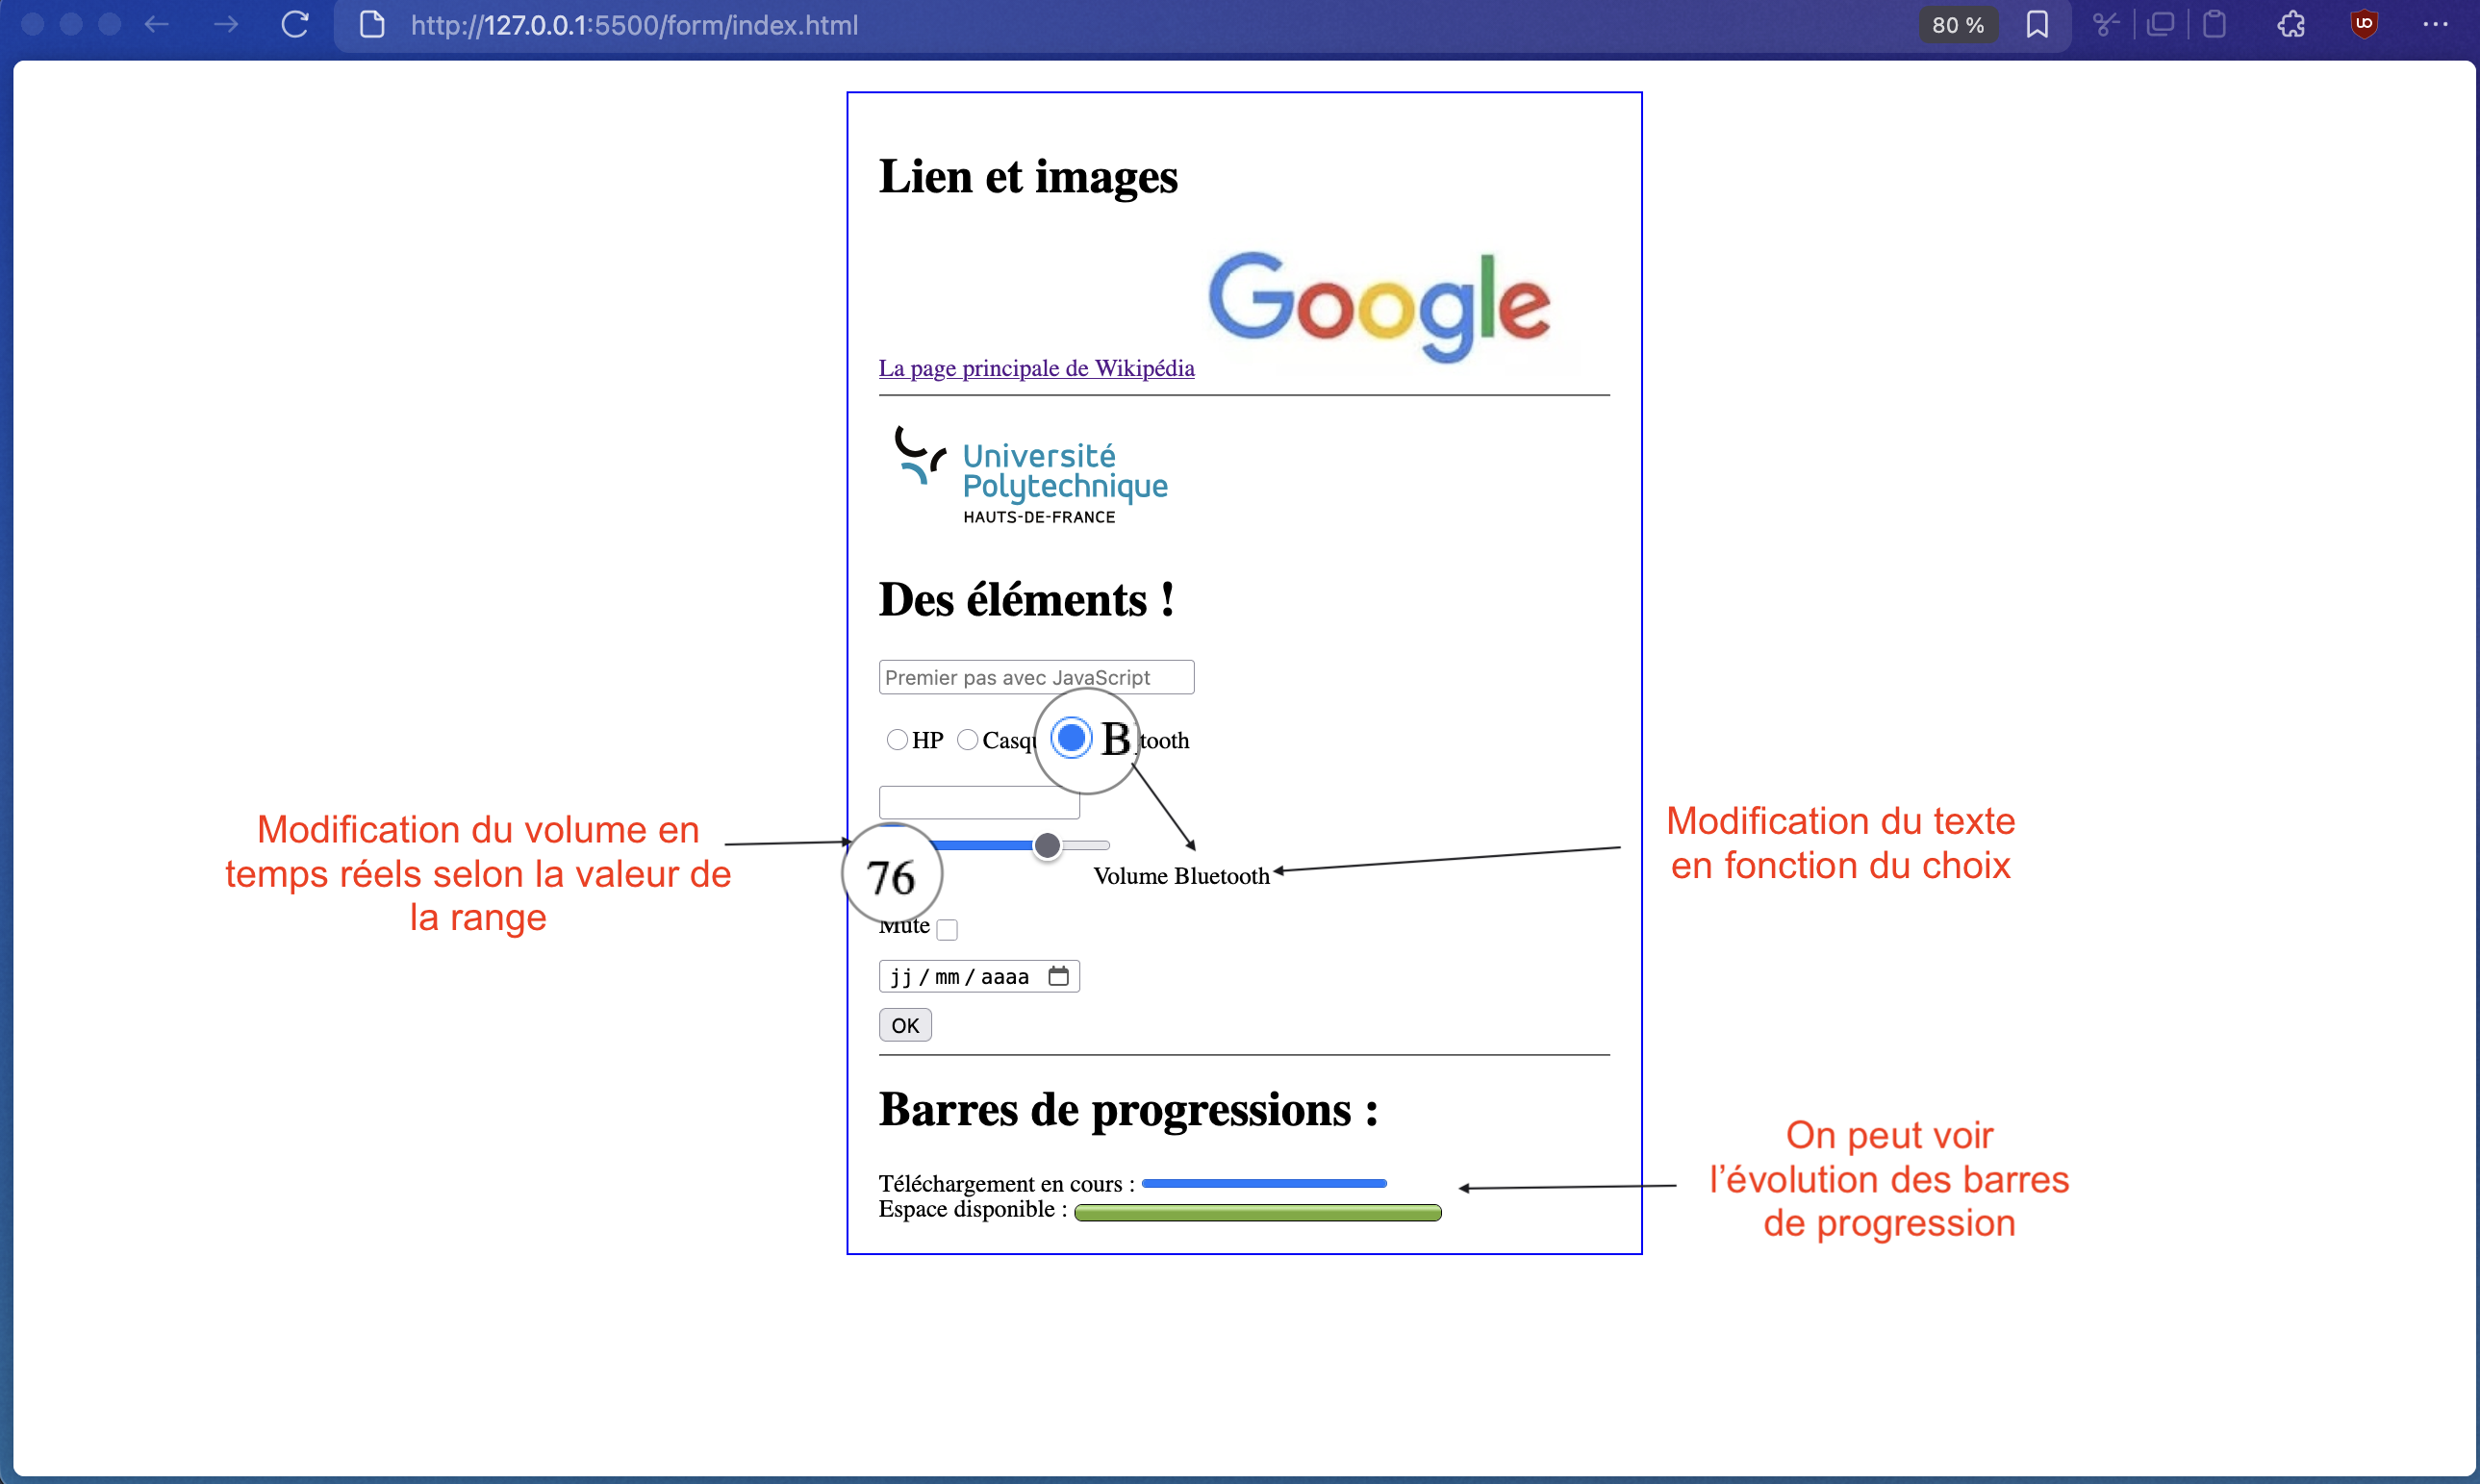 http://127.0.0.1:5500/form/index.html
80 %
Lien et images
Google
La page principale de Wikipédia
Université
Polytechnique
HAUTS-DE-FRANCE
Des éléments !
Premier pas avec JavaScript
HP
B
Modification du volume en
temps réels selon la valeur de
la range
76
Volume Bluetooth
Modification du texte
en fonction du choix
Mute
jj / mm / aaaa
OK
Barres de progressions :
Téléchargement en cours :
Espace disponible :
On peut voir
l’évolution des barres
de progression